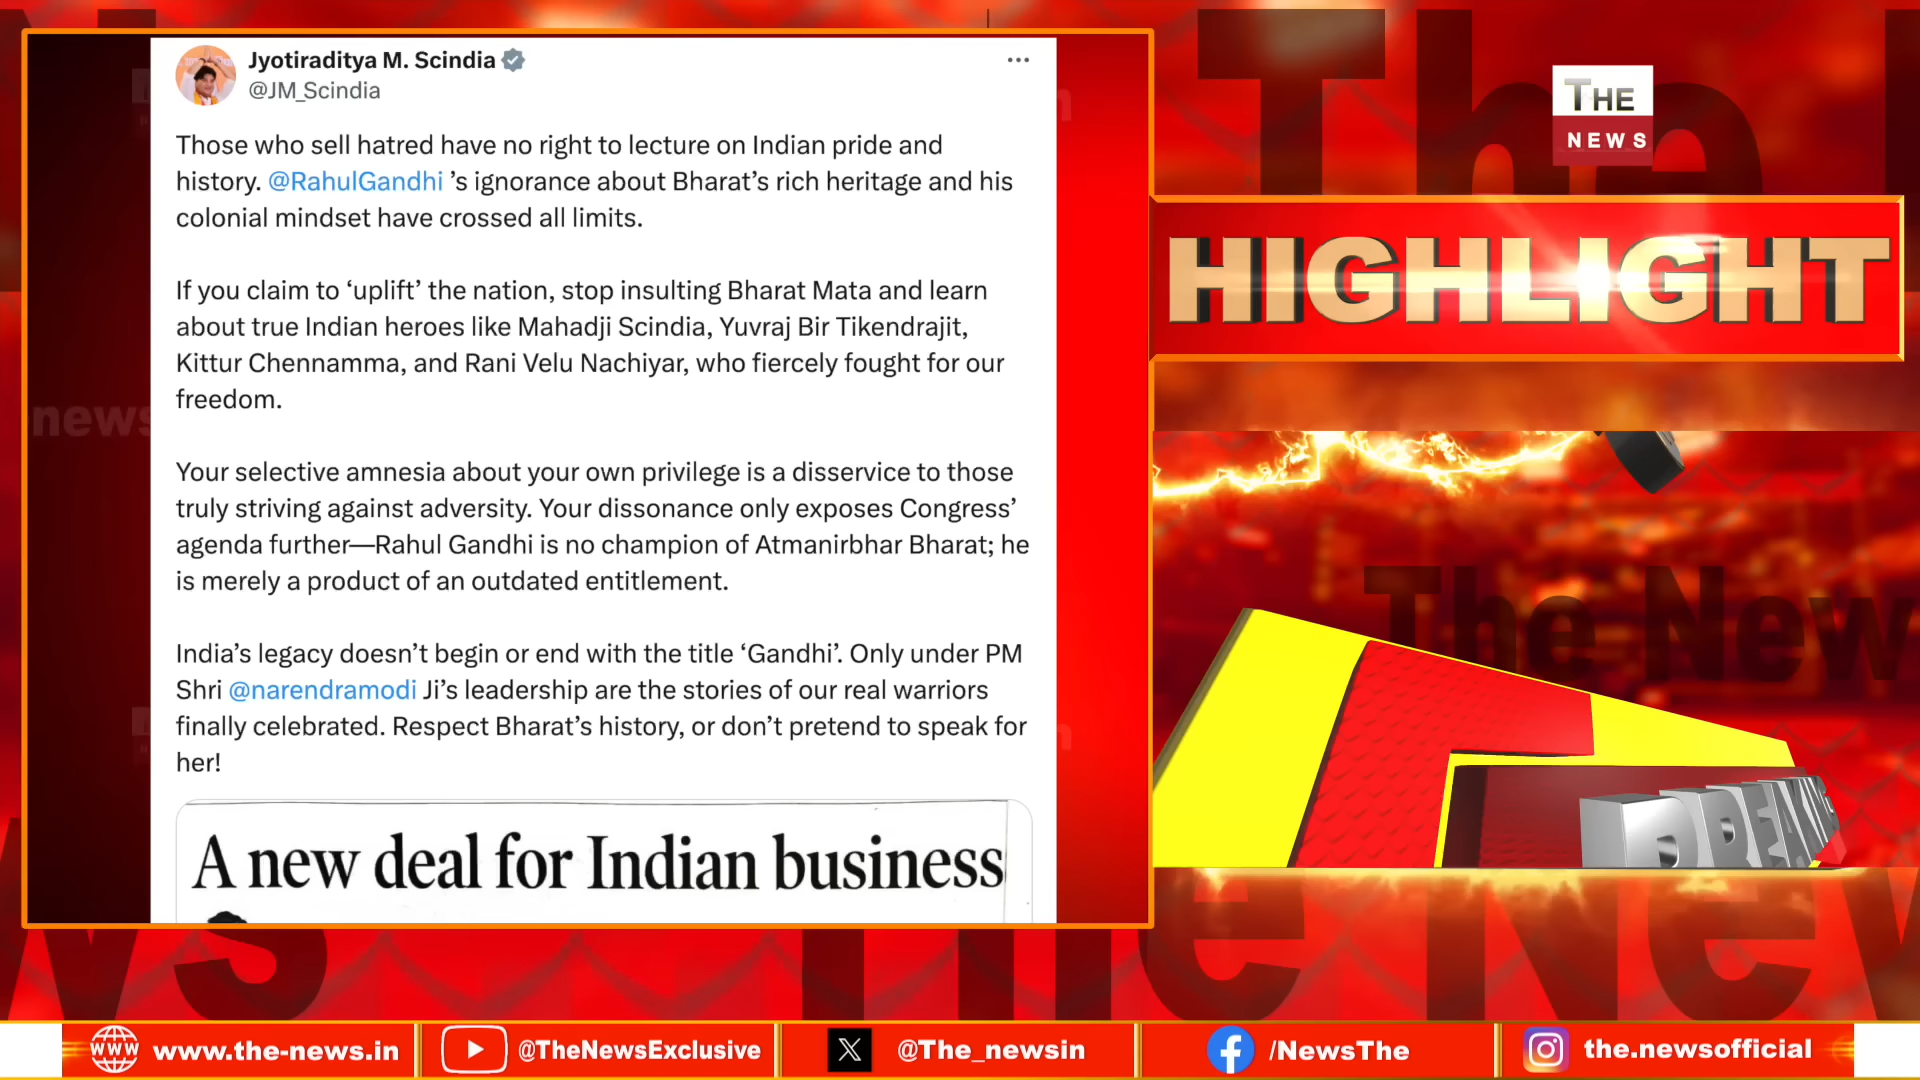 Jyotiraditya M. Scindia
@JM_Scindia
Those who sell hatred have no right to lecture on Indian pride and
history. @RahulGandhi ’s ignorance about Bharat’s rich heritage and his
colonial mindset have crossed all limits.
If you claim to ‘uplift’ the nation, stop insulting Bharat Mata and learn
about true Indian heroes like Mahadji Scindia, Yuvraj Bir Tikendrajit,
Kittur Chennamma, and Rani Velu Nachiyar, who fiercely fought for our
freedom.
Your selective amnesia about your own privilege is a disservice to those
truly striving against adversity. Your dissonance only exposes Congress’
agenda further—Rahul Gandhi is no champion of Atmanirbhar Bharat; he
is merely a product of an outdated entitlement.
India’s legacy doesn’t begin or end with the title ‘Gandhi’. Only under PM
Shri @narendramodi Ji’s leadership are the stories of our real warriors
finally celebrated. Respect Bharat’s history, or don’t pretend to speak for
her!
A new deal for Indian business
THE
NEWS
HIGHLIGHT
The New
The New
www www.the-news.in
@TheNewsExclusive
@The_newsin
/NewsThe
the.newsofficial